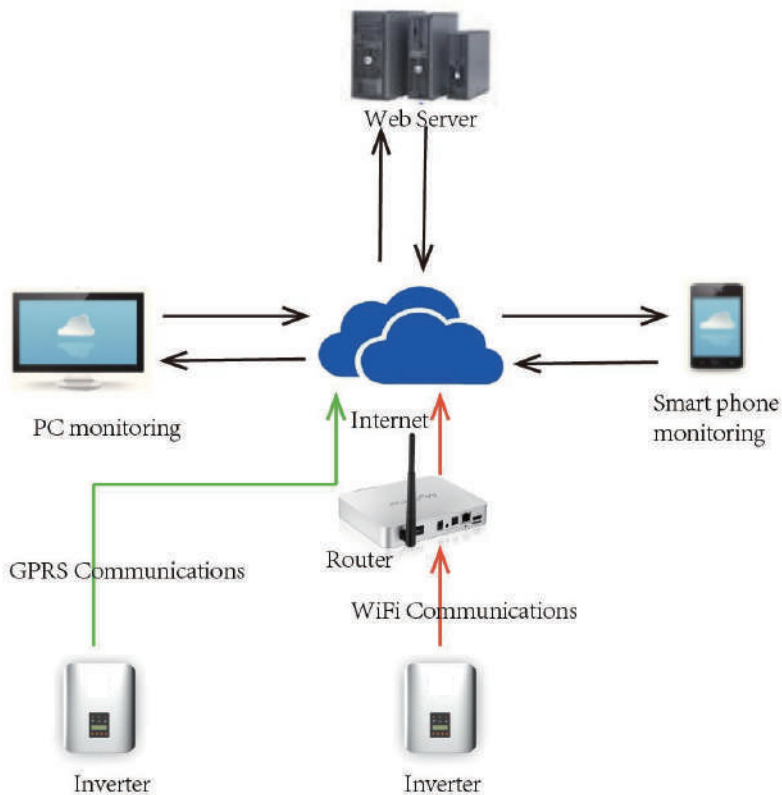 Web Server
PC monitoring
Internet
Smart phone
monitoring
Router
GPRS Communications
WiFi Communications
Inverter
Inverter